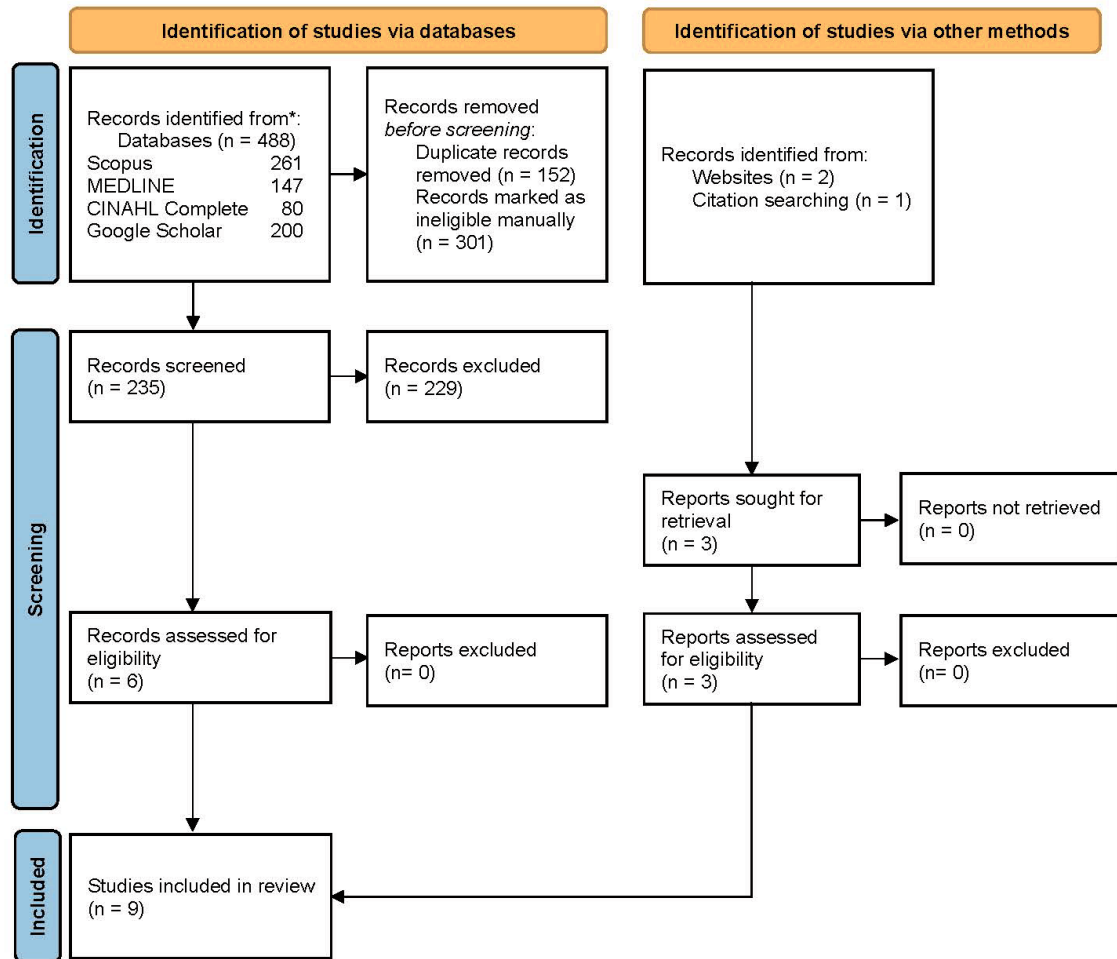 Identification of studies via databases
Identification of studies via other methods
Identification
Records identified from*:
Databases (n = 488)
Scopus 261
MEDLINE 147
CINAHL Complete 80
Google Scholar 200
Records removed
before screening:
Duplicate records
removed (n = 152)
Records marked as
ineligible manually
(n = 301)
Records identified from:
Websites (n = 2)
Citation searching (n = 1)
Screening
Records screened
(n = 235)
Records excluded
(n = 229)
Reports sought for
retrieval
(n = 3)
Reports not retrieved
(n = 0)
Records assessed for
eligibility
(n = 6)
Reports excluded
(n= 0)
Reports assessed
for eligibility
(n = 3)
Reports excluded
(n= 0)
Included
Studies included in review
(n = 9)